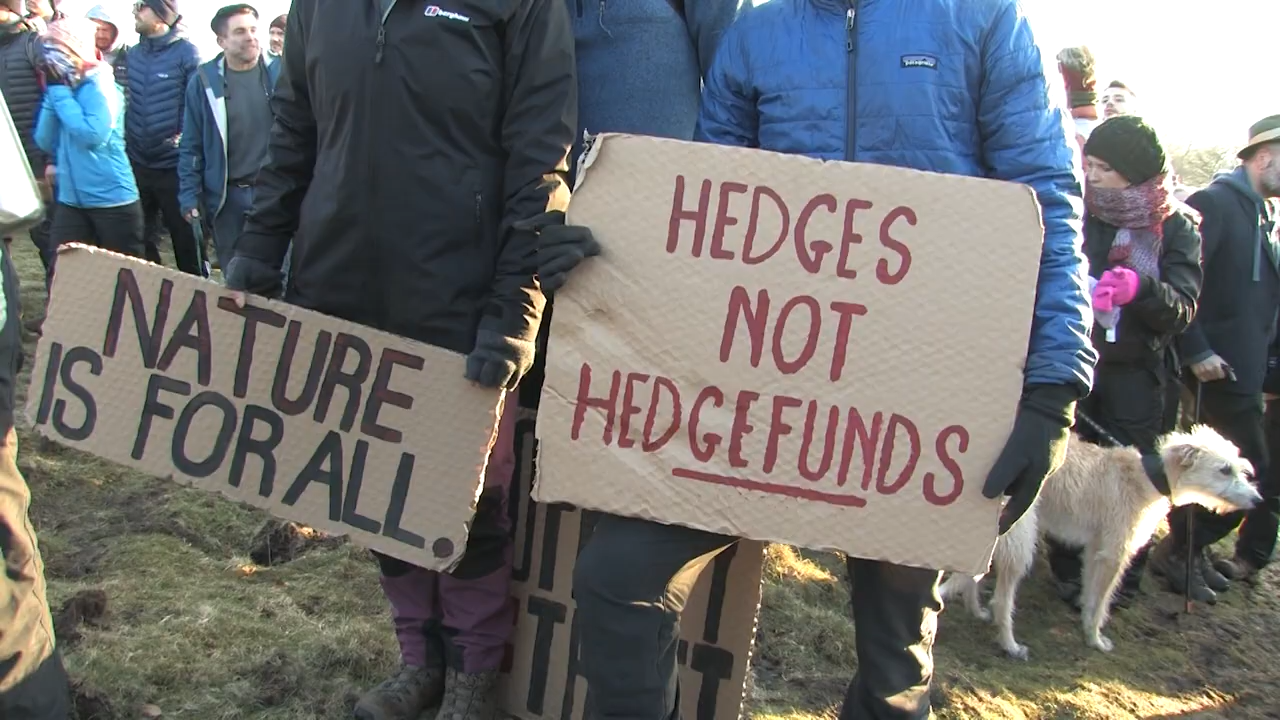 berghaus
patagonia
NATURE
IS FOR ALL.
HEDGES
NOT
HEDGEFUNDS